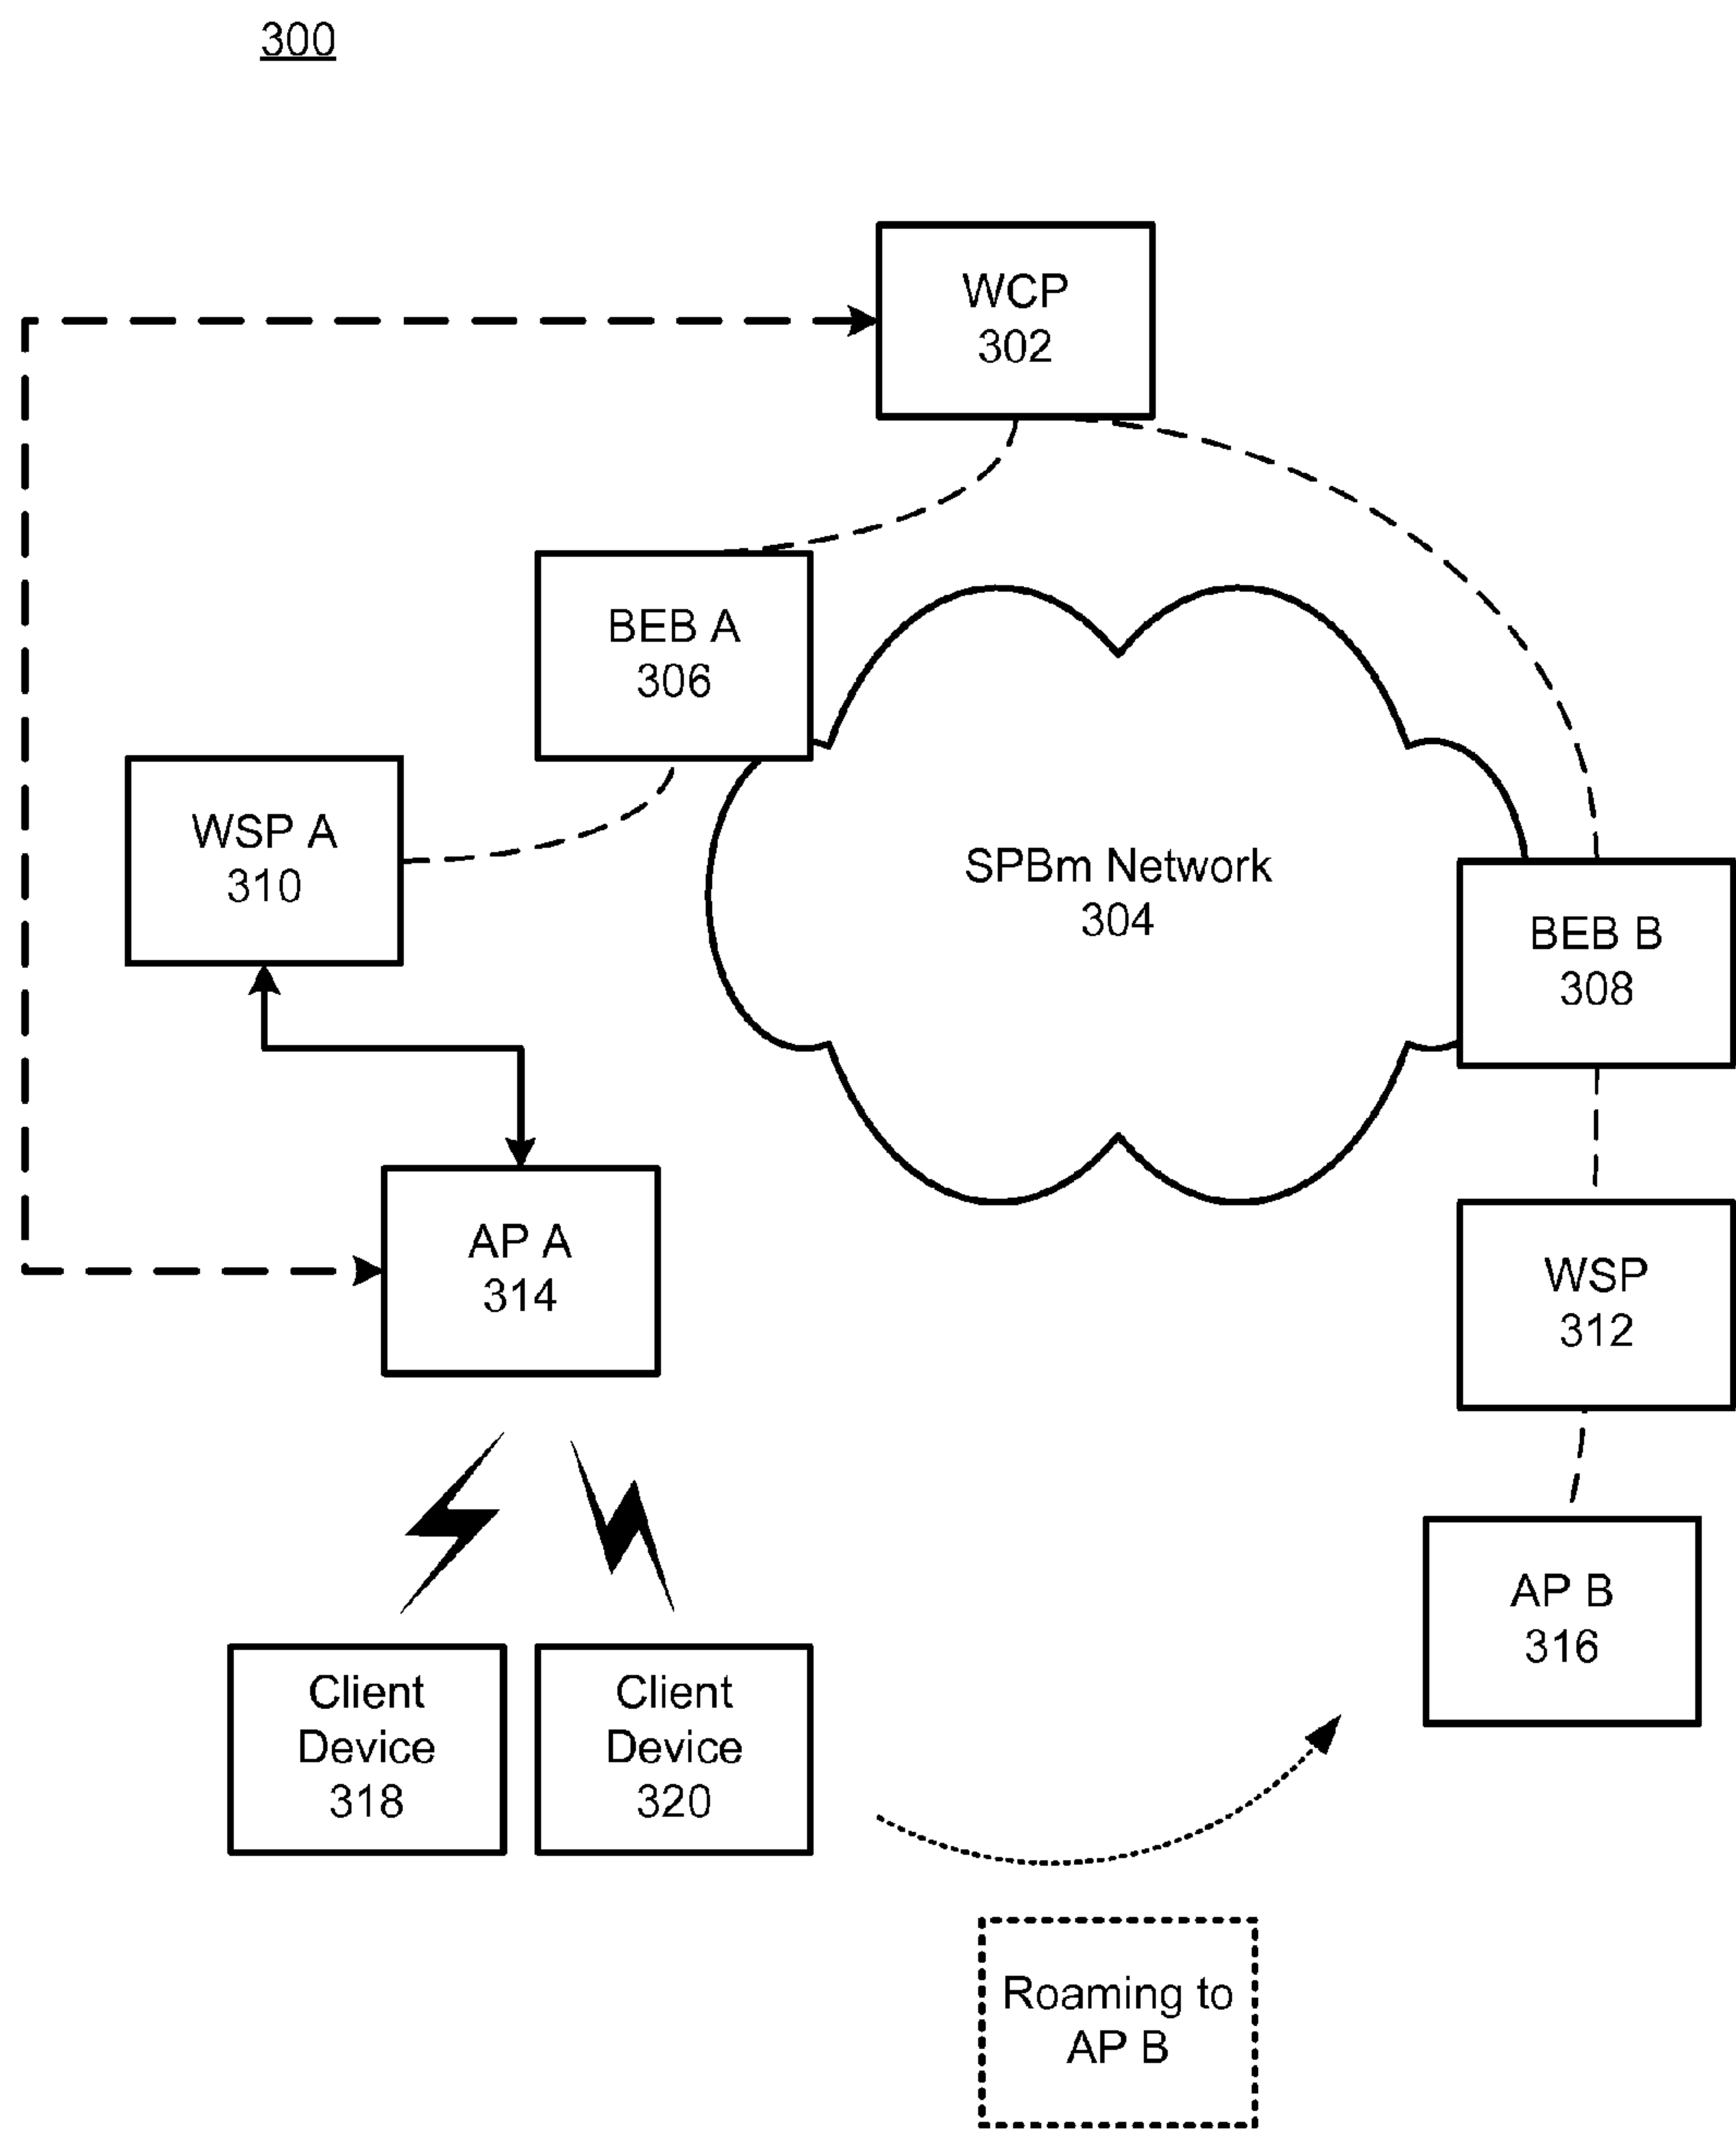 300
WCP
302
BEB A
306
WSP A
310
SPBm Network
304
BEB B
308
AP A
314
WSP
312
AP B
316
Client
Device
318
Client
Device
320
Roaming to
AP B